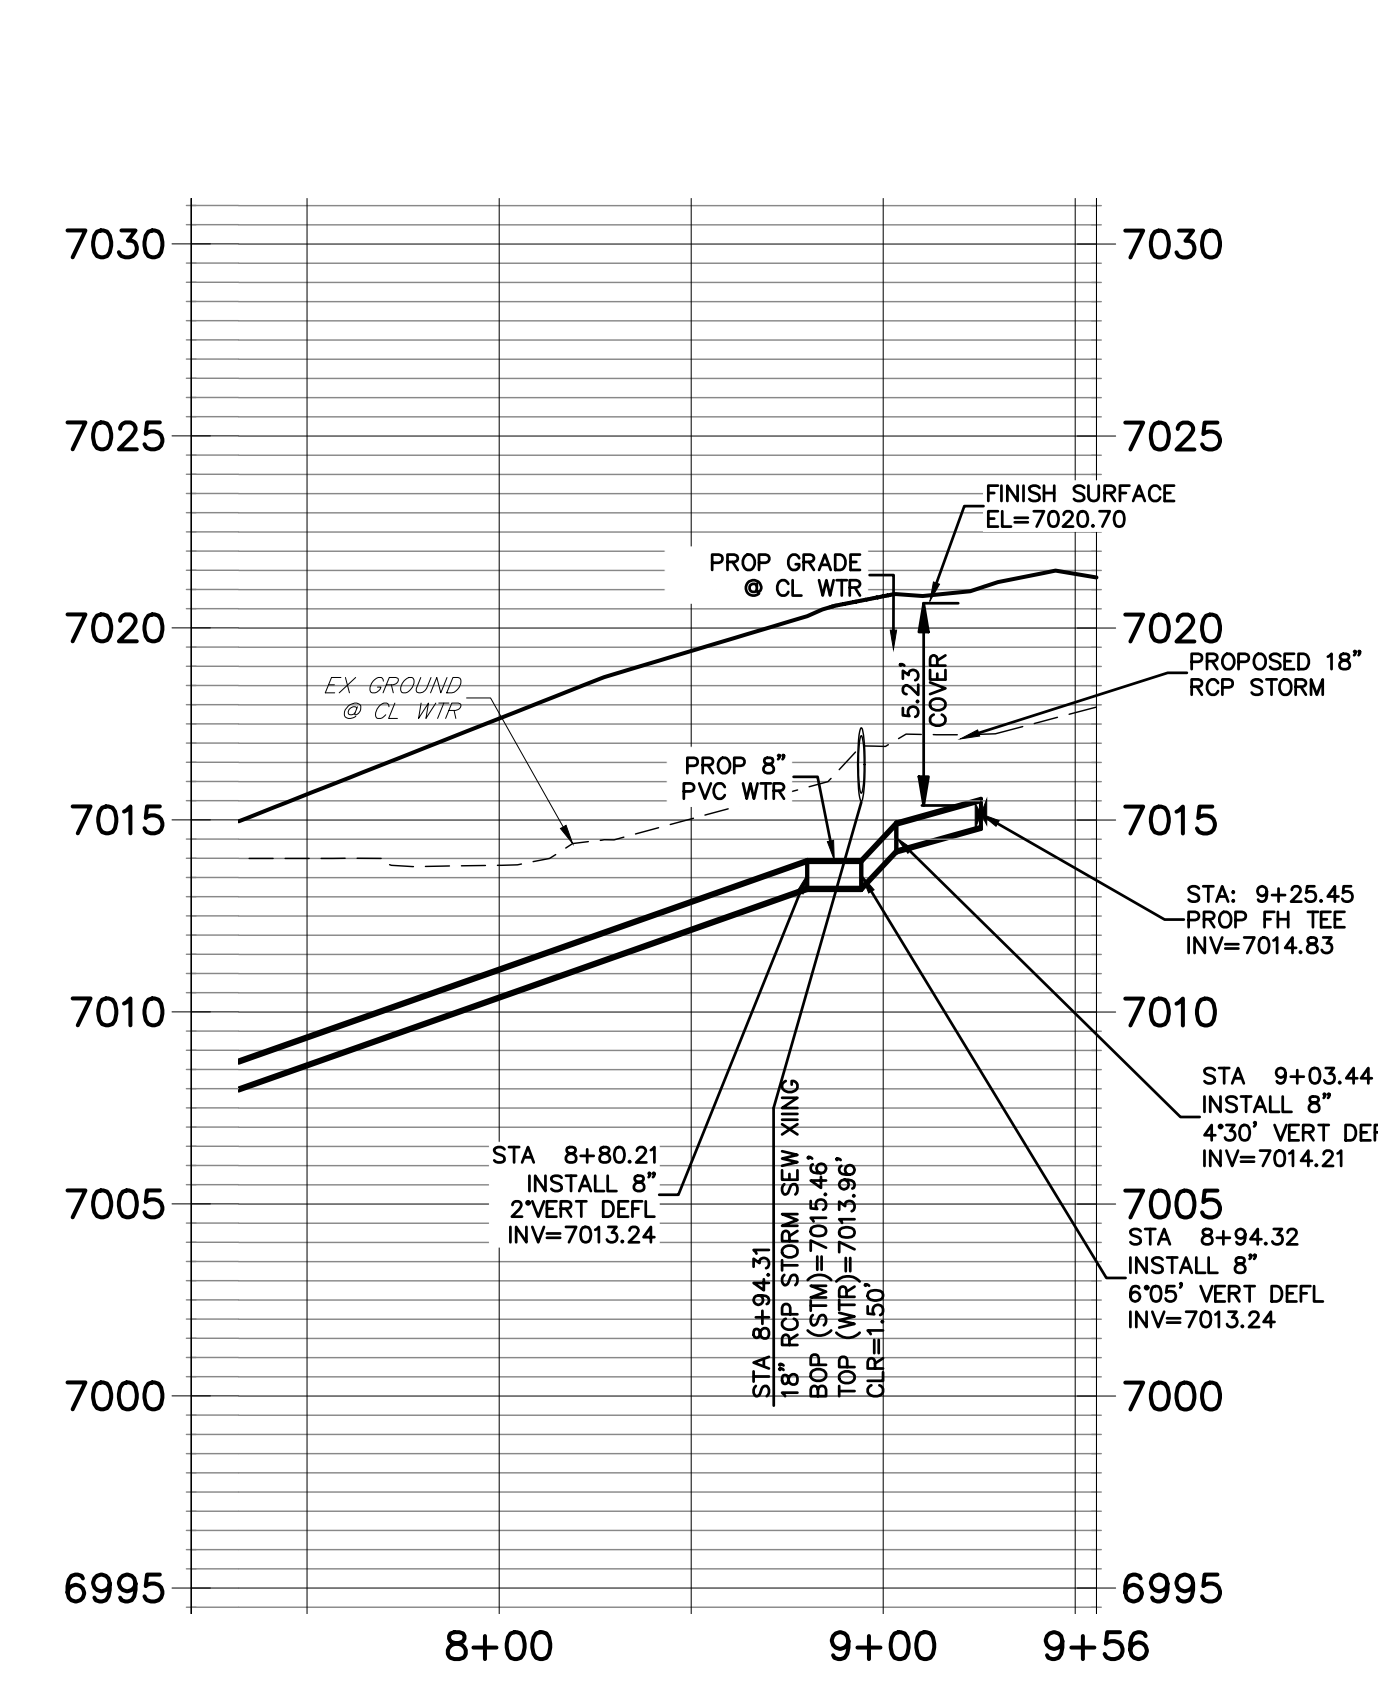 7030
7030
7025
7025
FINISH SURFACE
EL=7020.70
PROP GRADE
@ CL WTR
7020
7020
5.23'
COVER
PROPOSED 18"
RCP STORM
EX GROUND
@ CL WTR
PROP 8"
PVC WTR
7015
7015
STA: 9+25.45
PROP FH TEE
INV=7014.83
7010
7010
STA 9+03.44
INSTALL 8"
4°30' VERT DEF
INV=7014.21
STA 8+80.21
INSTALL 8"
2°VERT DEFL
INV=7013.24
STA 8+94.31
18" RCP STORM SEW XIING
BOP (STM)=7015.46'
TOP (WTR)=7013.96'
CLR=1.50'
7005
7005
STA 8+94.32
INSTALL 8"
6°05' VERT DEFL
INV=7013.24
7000
7000
6995
6995
8+00
9+00
9+56